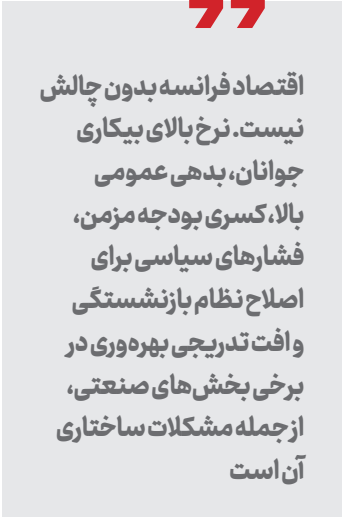 اقتصاد فرانسه بدون چالش
نیست. نرخ بالای بیکاری
جوانان، بدهی عمومی
بالا، کسری بودجه مزمن،
فشارهای سیاسی برای
اصلاح نظام بازنشستگی
و افت تدریجی بهره‌وری در
برخی بخش‌های صنعتی،
از جمله مشکلات ساختاری
آن است